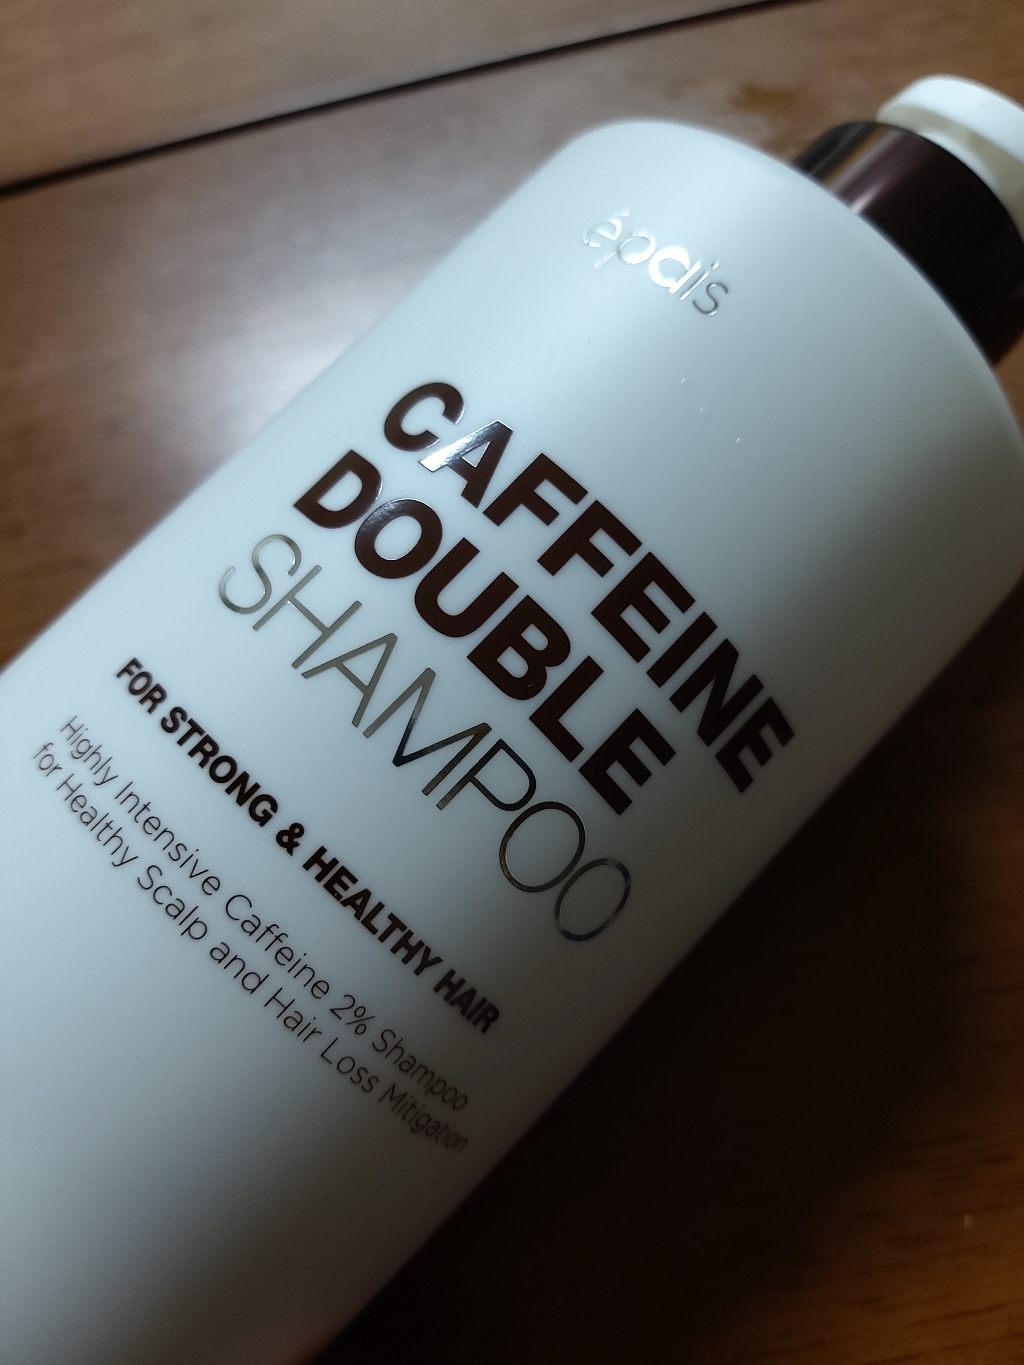 épais
CAFFEINE
DOUBLE
SHAMPOO
FOR STRONG & HEALTHY HAIR
Highly Intensive Caffeine 2% Shampoo
for Healthy Scalp and Hair Loss Mitigation